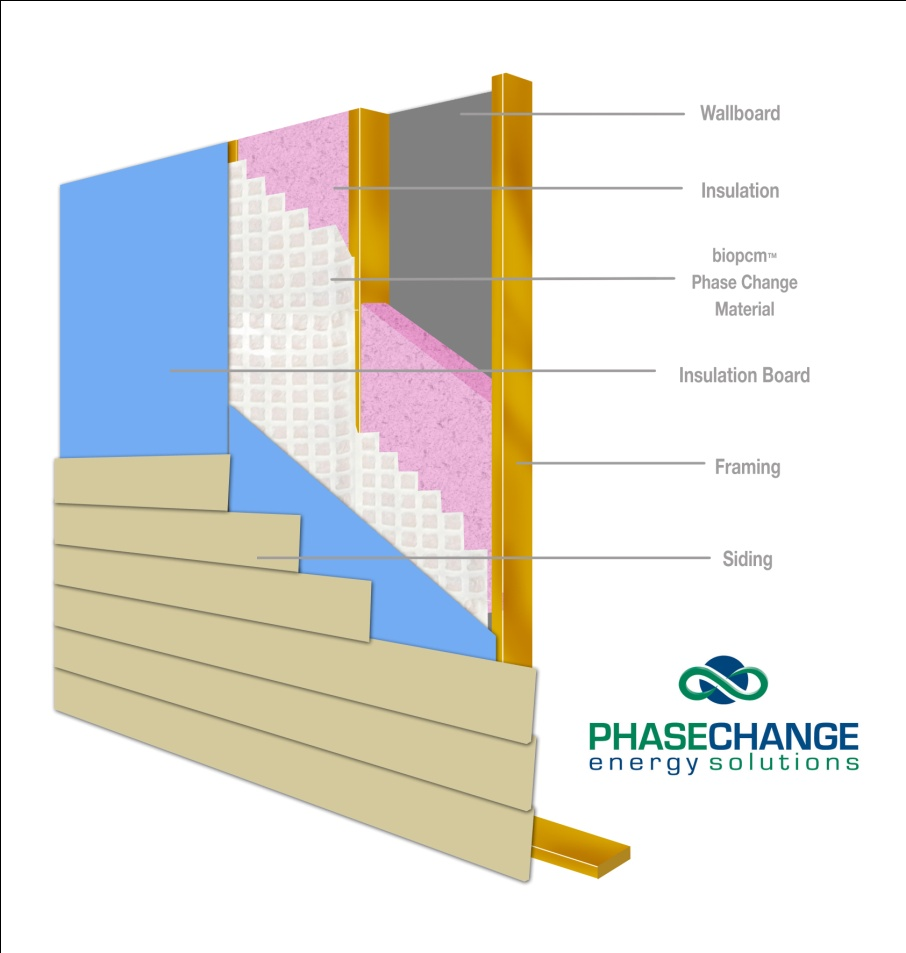 Wallboard
Insulation
biopcm™
Phase Change
Material
Insulation Board
Framing
Siding
PHASECHANGE
energy solutions